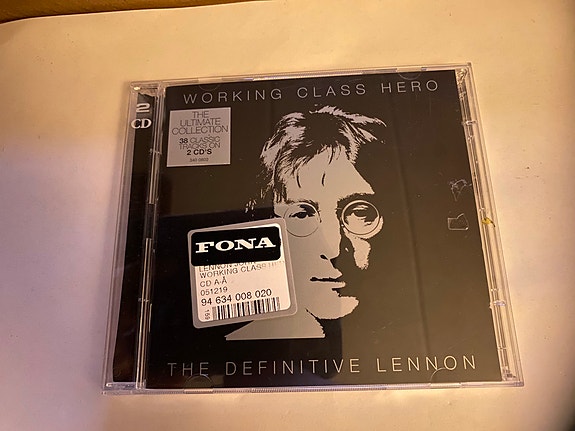 WORKING CLASS HERO
2
CD
THE
ULTIMATE
COLLECTION
38 CLASSIC
TRACKS ON
2 CD'S
FONA
LENNON JOHN
WORKING CLASS
CD A-Å
051219
94 634 008 020
169
THE DEFINITIVE LENNON